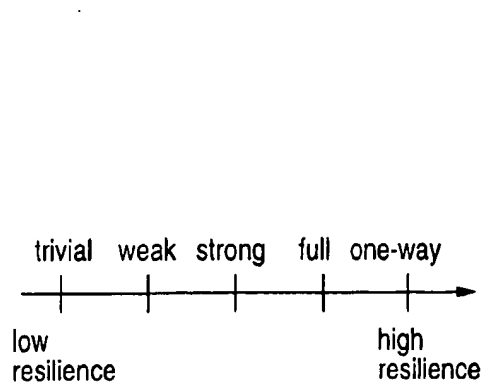 trivial weak strong full one-way
low resilience
high resilience